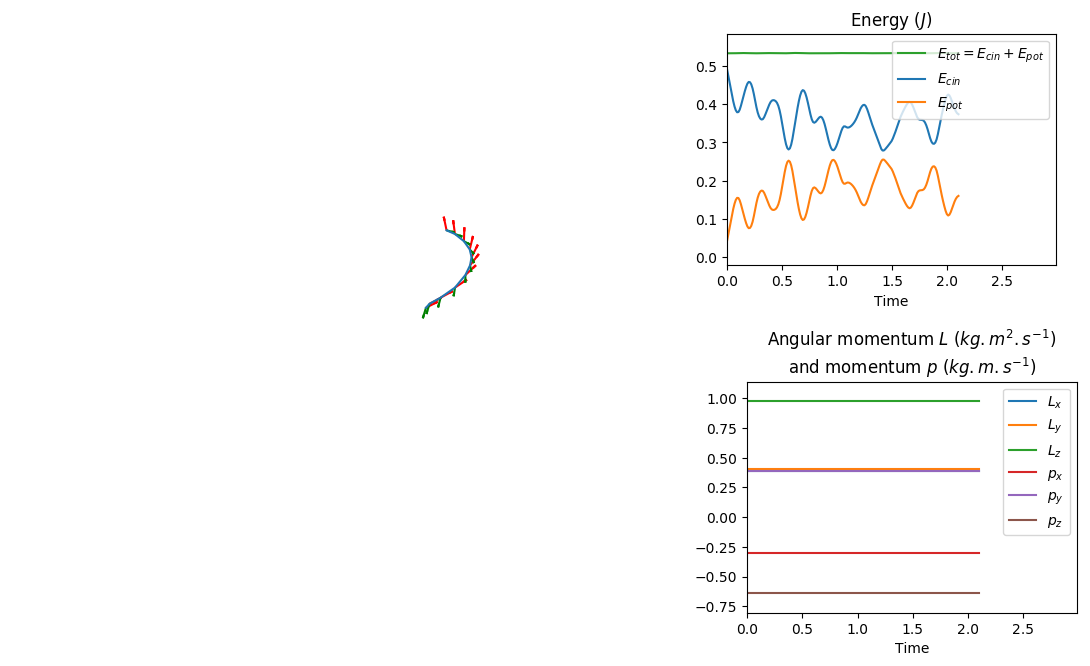 Energy (J)
E_tot = E_cin + E_pot
E_cin
E_pot
0.5
0.4
0.3
0.2
0.1
0.0
0.0 0.5 1.0 1.5 2.0 2.5
Time
Angular momentum L (kg.m².s⁻¹)
and momentum p (kg.m.s⁻¹)
1.00
0.75
0.50
0.25
0.00
−0.25
−0.50
−0.75
L_x
L_y
L_z
p_x
p_y
p_z
0.0 0.5 1.0 1.5 2.0 2.5
Time